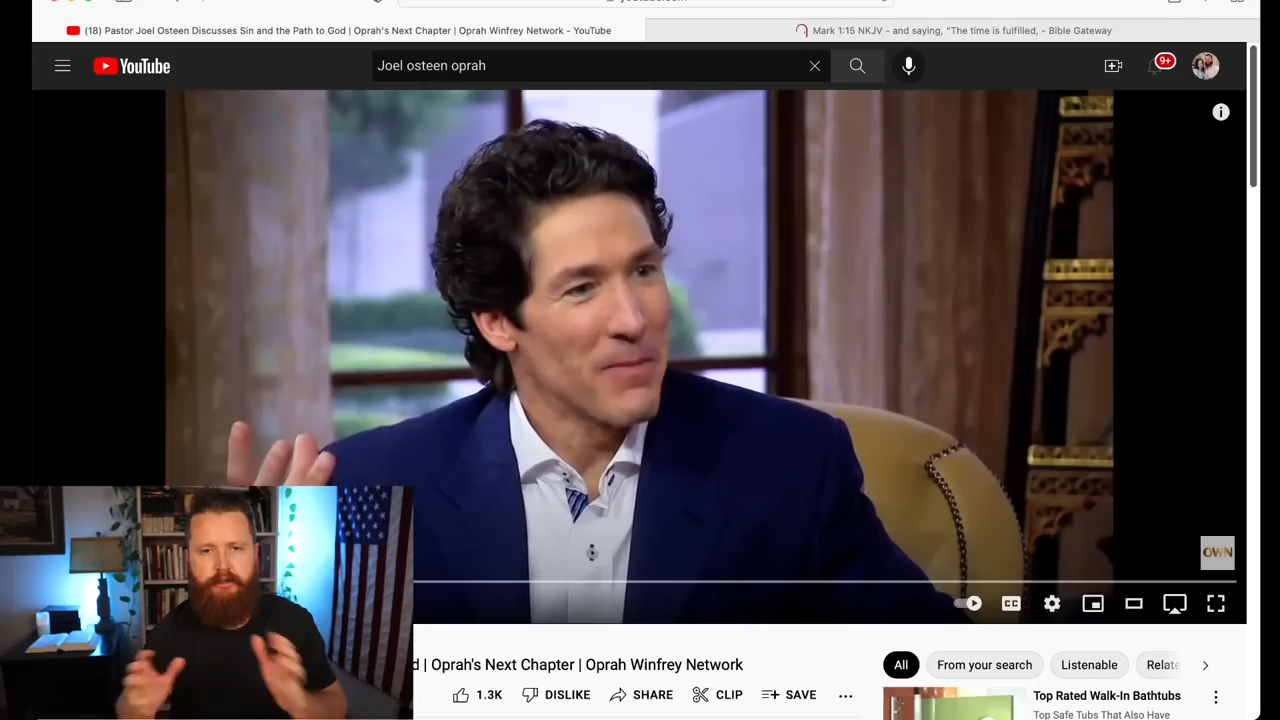 (18) Pastor Joel Osteen Discusses Sin and the Path to God | Oprah's Next Chapter | Oprah Winfrey Network - YouTube
Mark 1:15 NKJV - and saying, "The time is fulfilled, - Bible Gateway
YouTube
Joel osteen oprah
9+
OWN
CC
| Oprah's Next Chapter | Oprah Winfrey Network
1.3K
DISLIKE
SHARE
CLIP
SAVE
All
From your search
Listenable
Top Rated Walk-In Bathtubs
Safe Tubs That Also Have